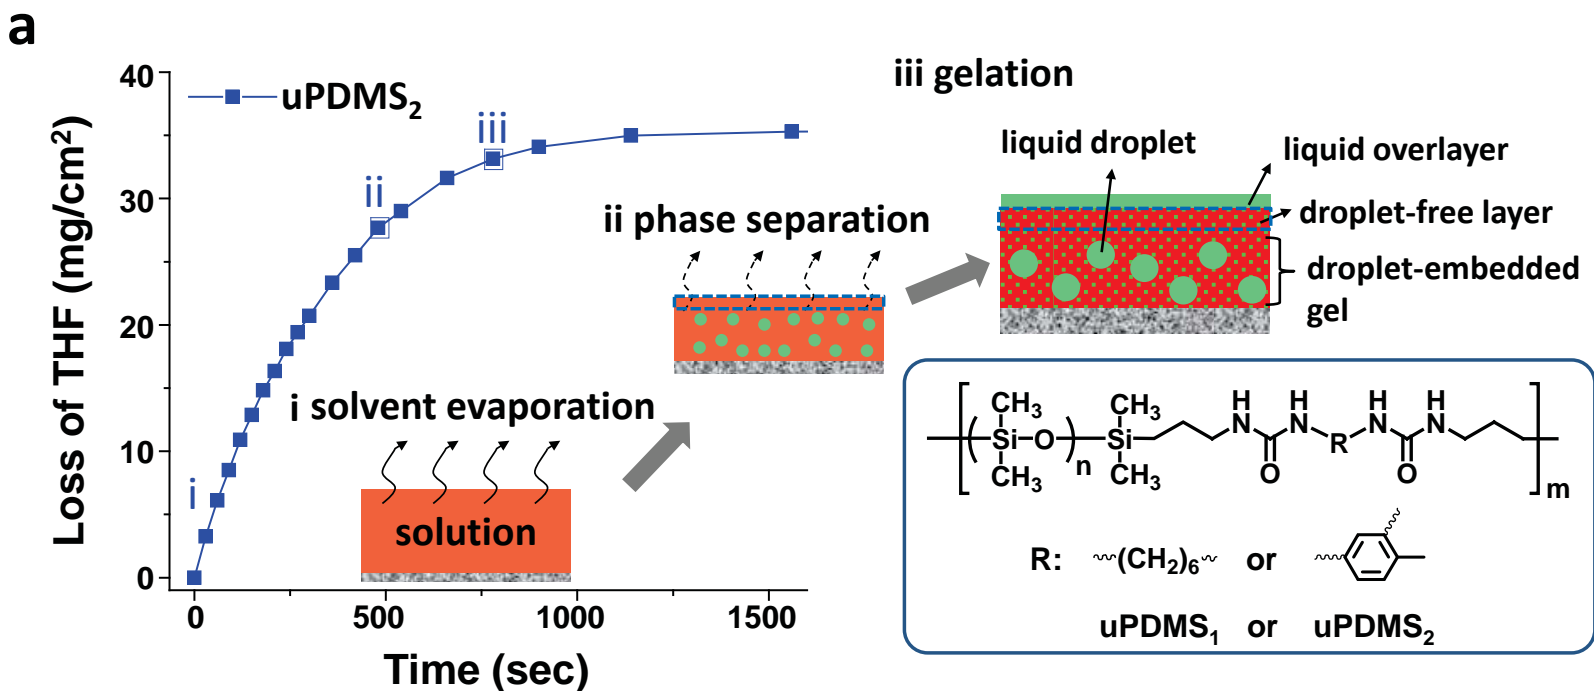 a
Loss of THF (mg/cm²)
40
30
20
10
0
0
500
1000
1500
Time (sec)
uPDMS₂
i
ii
iii
i solvent evaporation
solution
ii phase separation
iii gelation
liquid droplet
liquid overlayer
droplet-free layer
droplet-embedded
gel
CH₃
CH₃
H
H
H
H
Si
O
n
Si
N
N
R
N
N
O
O
CH₃
CH₃
m
R: (CH₂)₆ or
uPDMS₁ or uPDMS₂